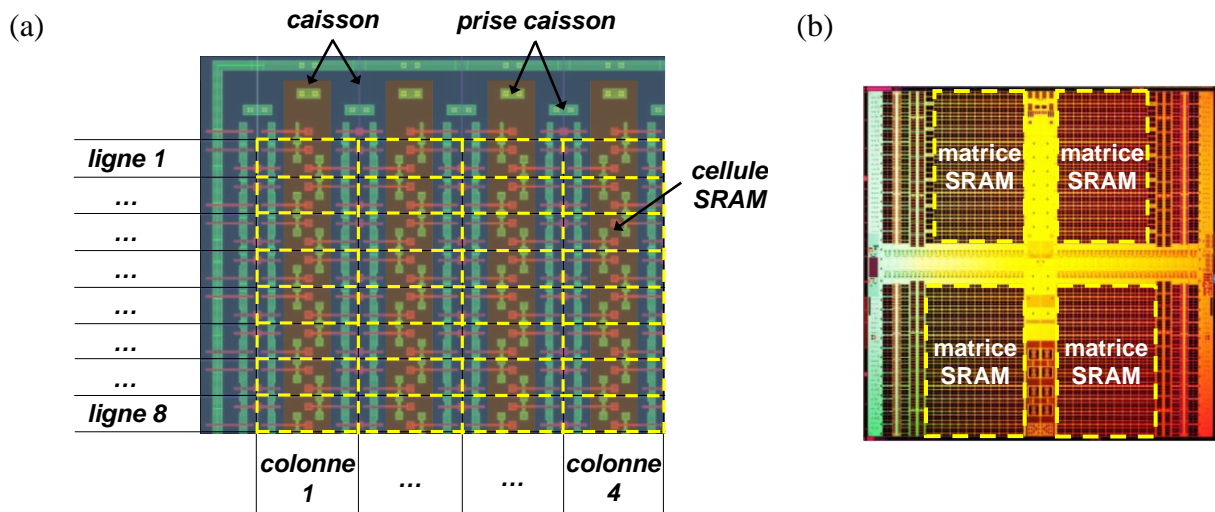 (a)
caisson
prise caisson
ligne 1
...
...
...
...
...
...
ligne 8
cellule
SRAM
colonne
1
...
...
colonne
4
(b)
matrice
SRAM
matrice
SRAM
matrice
SRAM
matrice
SRAM